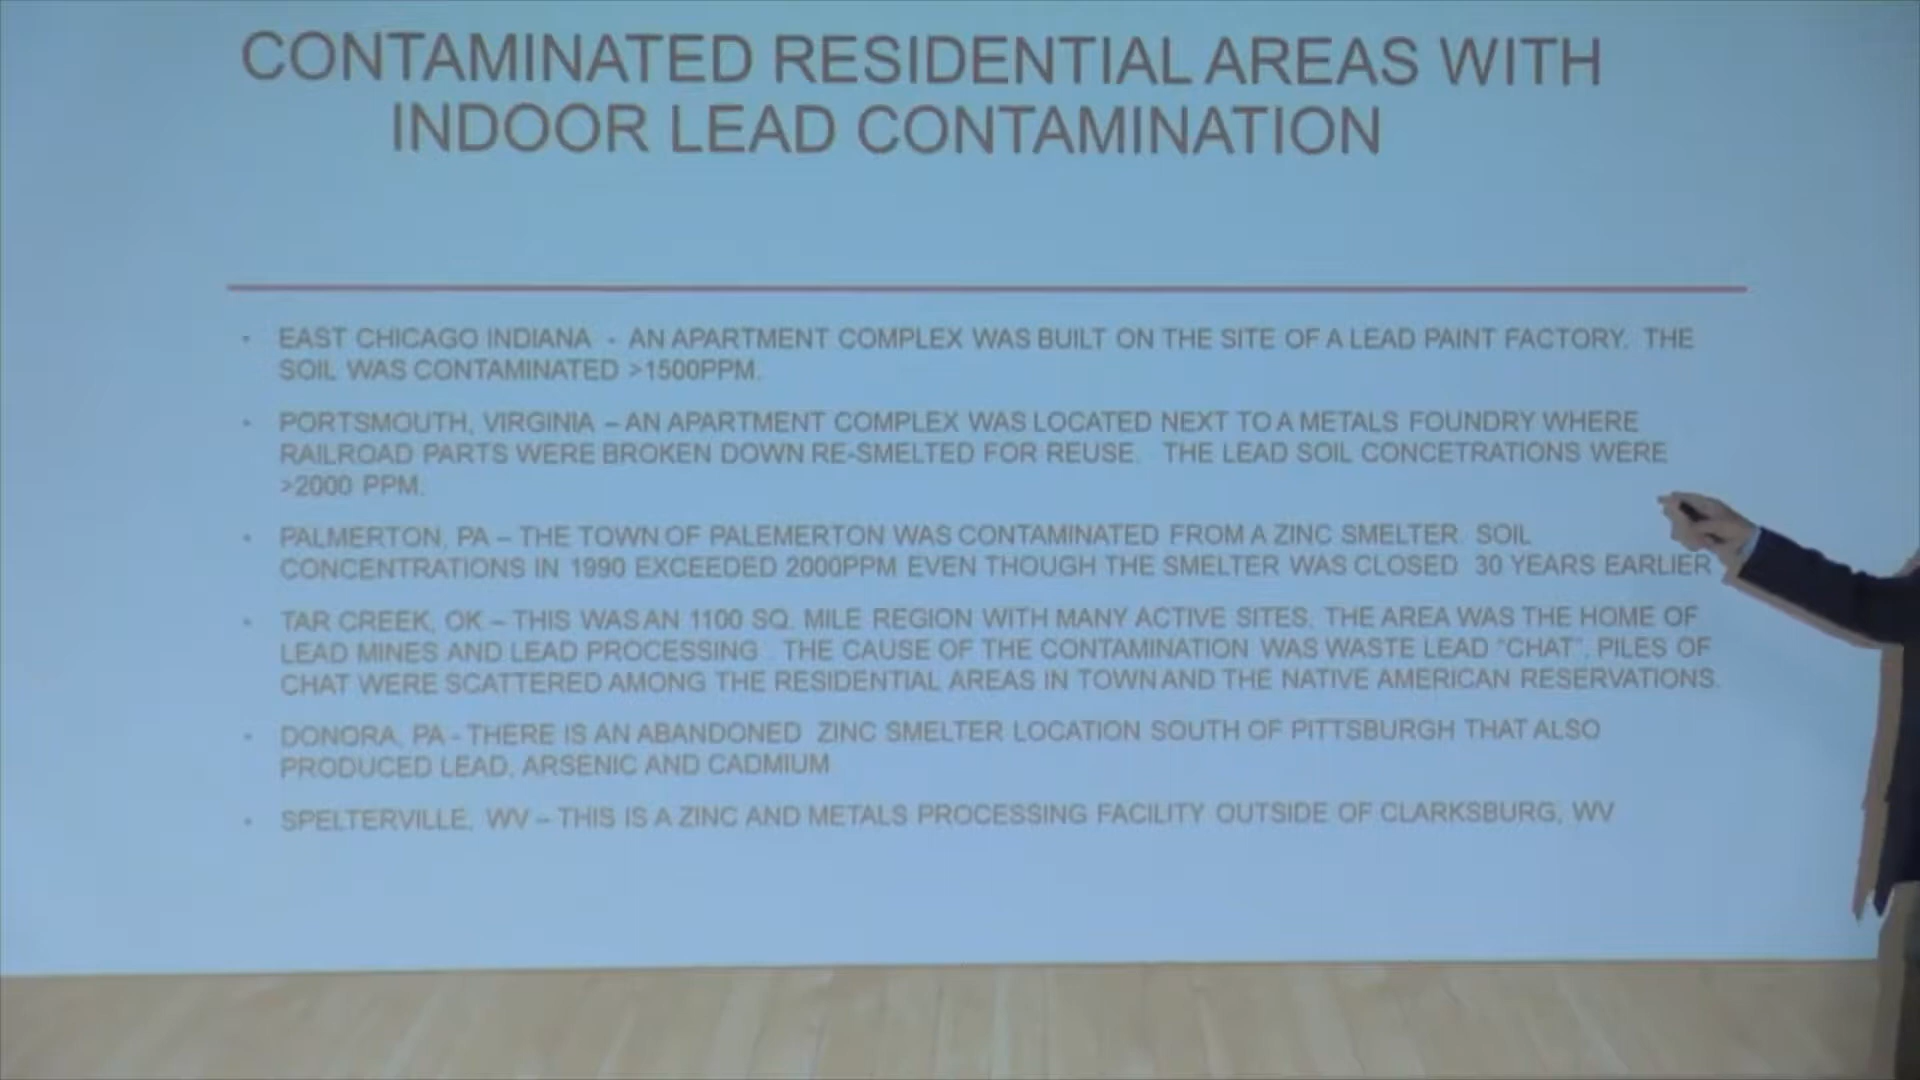 CONTAMINATED RESIDENTIAL AREAS WITH
INDOOR LEAD CONTAMINATION
• EAST CHICAGO INDIANA - AN APARTMENT COMPLEX WAS BUILT ON THE SITE OF A LEAD PAINT FACTORY. THE
SOIL WAS CONTAMINATED >1500PPM.
• PORTSMOUTH, VIRGINIA – AN APARTMENT COMPLEX WAS LOCATED NEXT TO A METALS FOUNDRY WHERE
RAILROAD PARTS WERE BROKEN DOWN RE-SMELTED FOR REUSE. THE LEAD SOIL CONCETRATIONS WERE
>2000 PPM.
• PALMERTON, PA – THE TOWN OF PALEMERTON WAS CONTAMINATED FROM A ZINC SMELTER. SOIL
CONCENTRATIONS IN 1990 EXCEEDED 2000PPM EVEN THOUGH THE SMELTER WAS CLOSED 30 YEARS EARLIER
• TAR CREEK, OK – THIS WAS AN 1100 SQ. MILE REGION WITH MANY ACTIVE SITES. THE AREA WAS THE HOME OF
LEAD MINES AND LEAD PROCESSING. THE CAUSE OF THE CONTAMINATION WAS WASTE LEAD "CHAT", PILES OF
CHAT WERE SCATTERED AMONG THE RESIDENTIAL AREAS IN TOWN AND THE NATIVE AMERICAN RESERVATIONS.
• DONORA, PA - THERE IS AN ABANDONED ZINC SMELTER LOCATION SOUTH OF PITTSBURGH THAT ALSO
PRODUCED LEAD, ARSENIC AND CADMIUM
• SPELTERVILLE, WV – THIS IS A ZINC AND METALS PROCESSING FACILITY OUTSIDE OF CLARKSBURG, WV